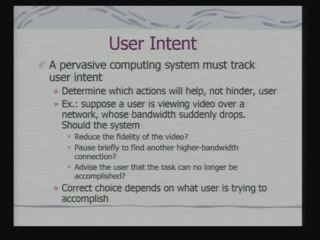 User Intent
A pervasive computing system must track
user intent
Determine which actions will help, not hinder, user
Ex.: suppose a user is viewing video over a
network, whose bandwidth suddenly drops.
Should the system
Reduce the fidelity of the video?
Pause briefly to find another higher-bandwidth
connection?
Advise the user that the task can no longer be
accomplished?
Correct choice depends on what user is trying to
accomplish